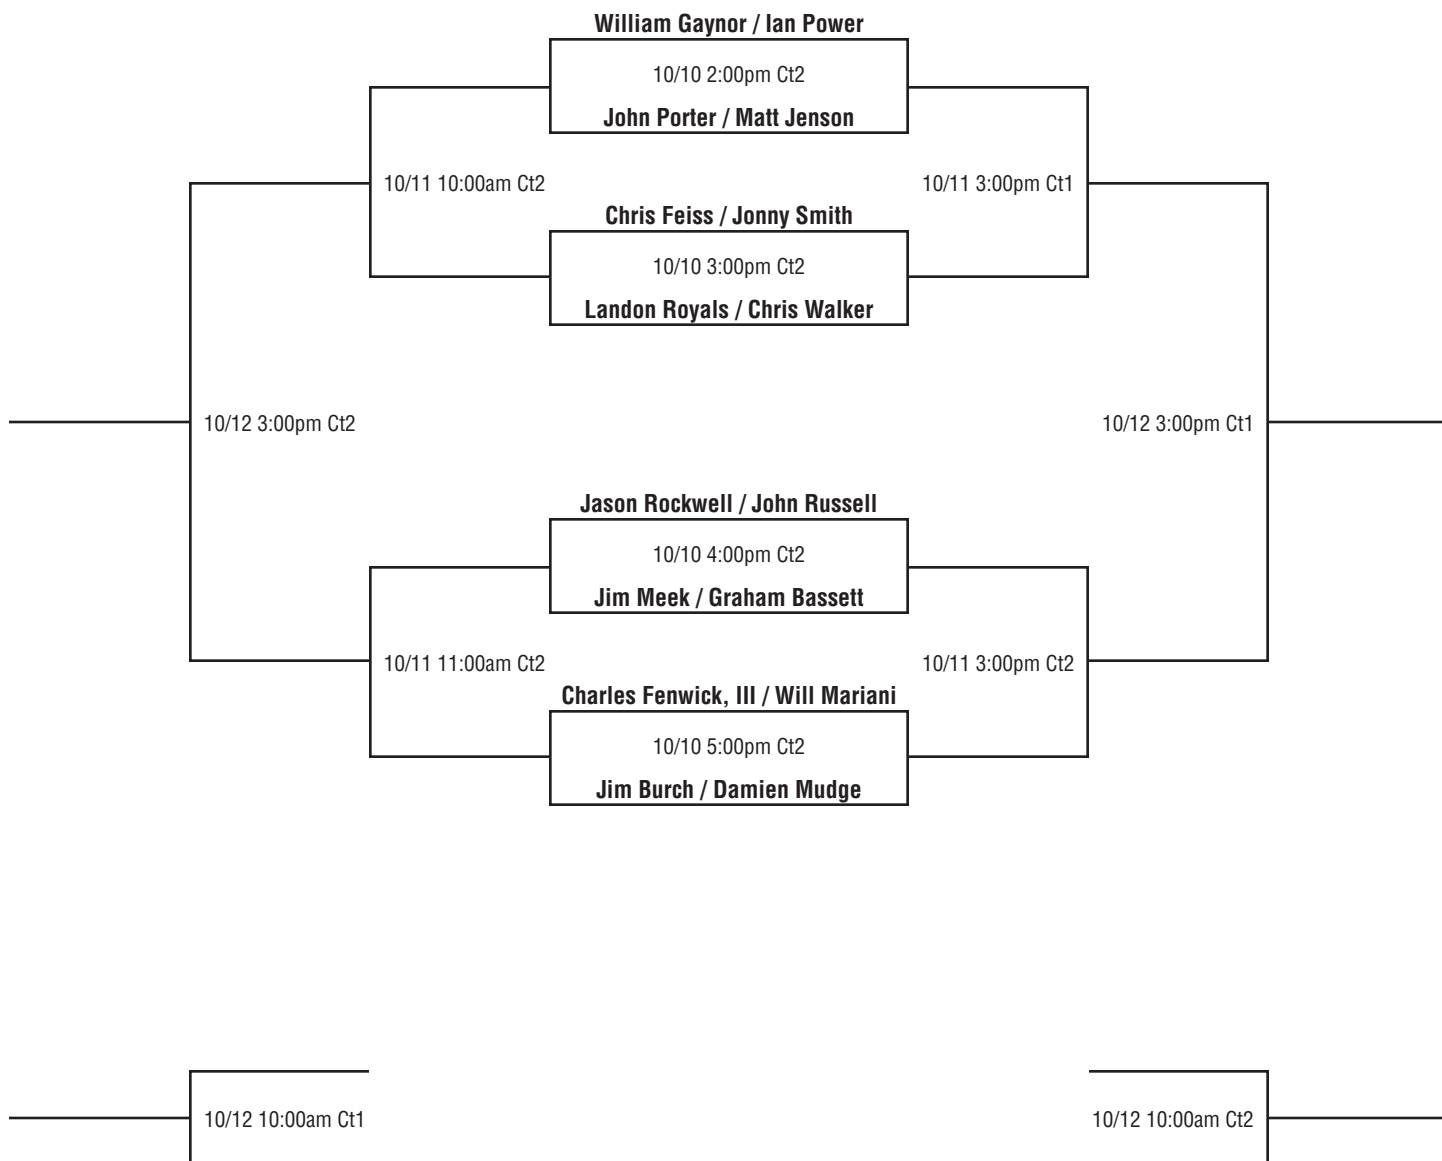 William Gaynor / Ian Power
10/10 2:00pm Ct2
John Porter / Matt Jenson
10/11 10:00am Ct2
10/11 3:00pm Ct1
Chris Feiss / Jonny Smith
10/10 3:00pm Ct2
Landon Royals / Chris Walker
10/12 3:00pm Ct2
10/12 3:00pm Ct1
Jason Rockwell / John Russell
10/10 4:00pm Ct2
Jim Meek / Graham Bassett
10/11 11:00am Ct2
10/11 3:00pm Ct2
Charles Fenwick, III / Will Mariani
10/10 5:00pm Ct2
Jim Burch / Damien Mudge
10/12 10:00am Ct1
10/12 10:00am Ct2